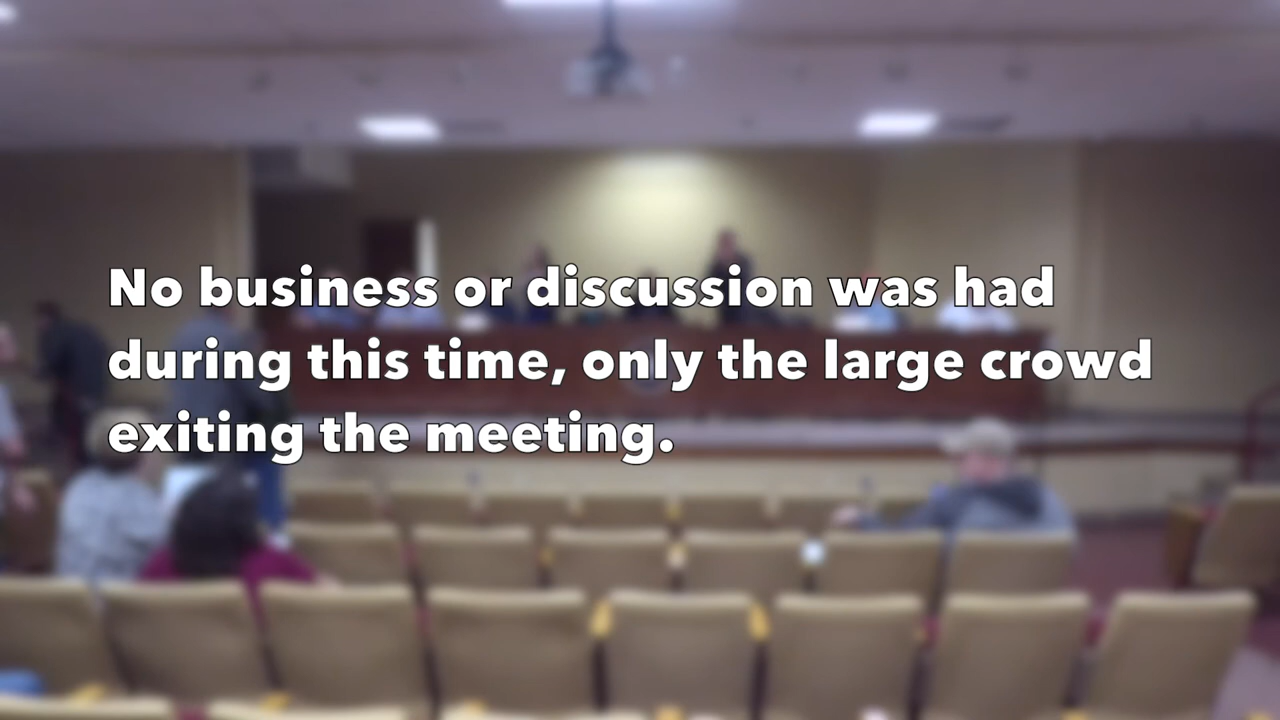 No business or discussion was had
during this time, only the large crowd
exiting the meeting.